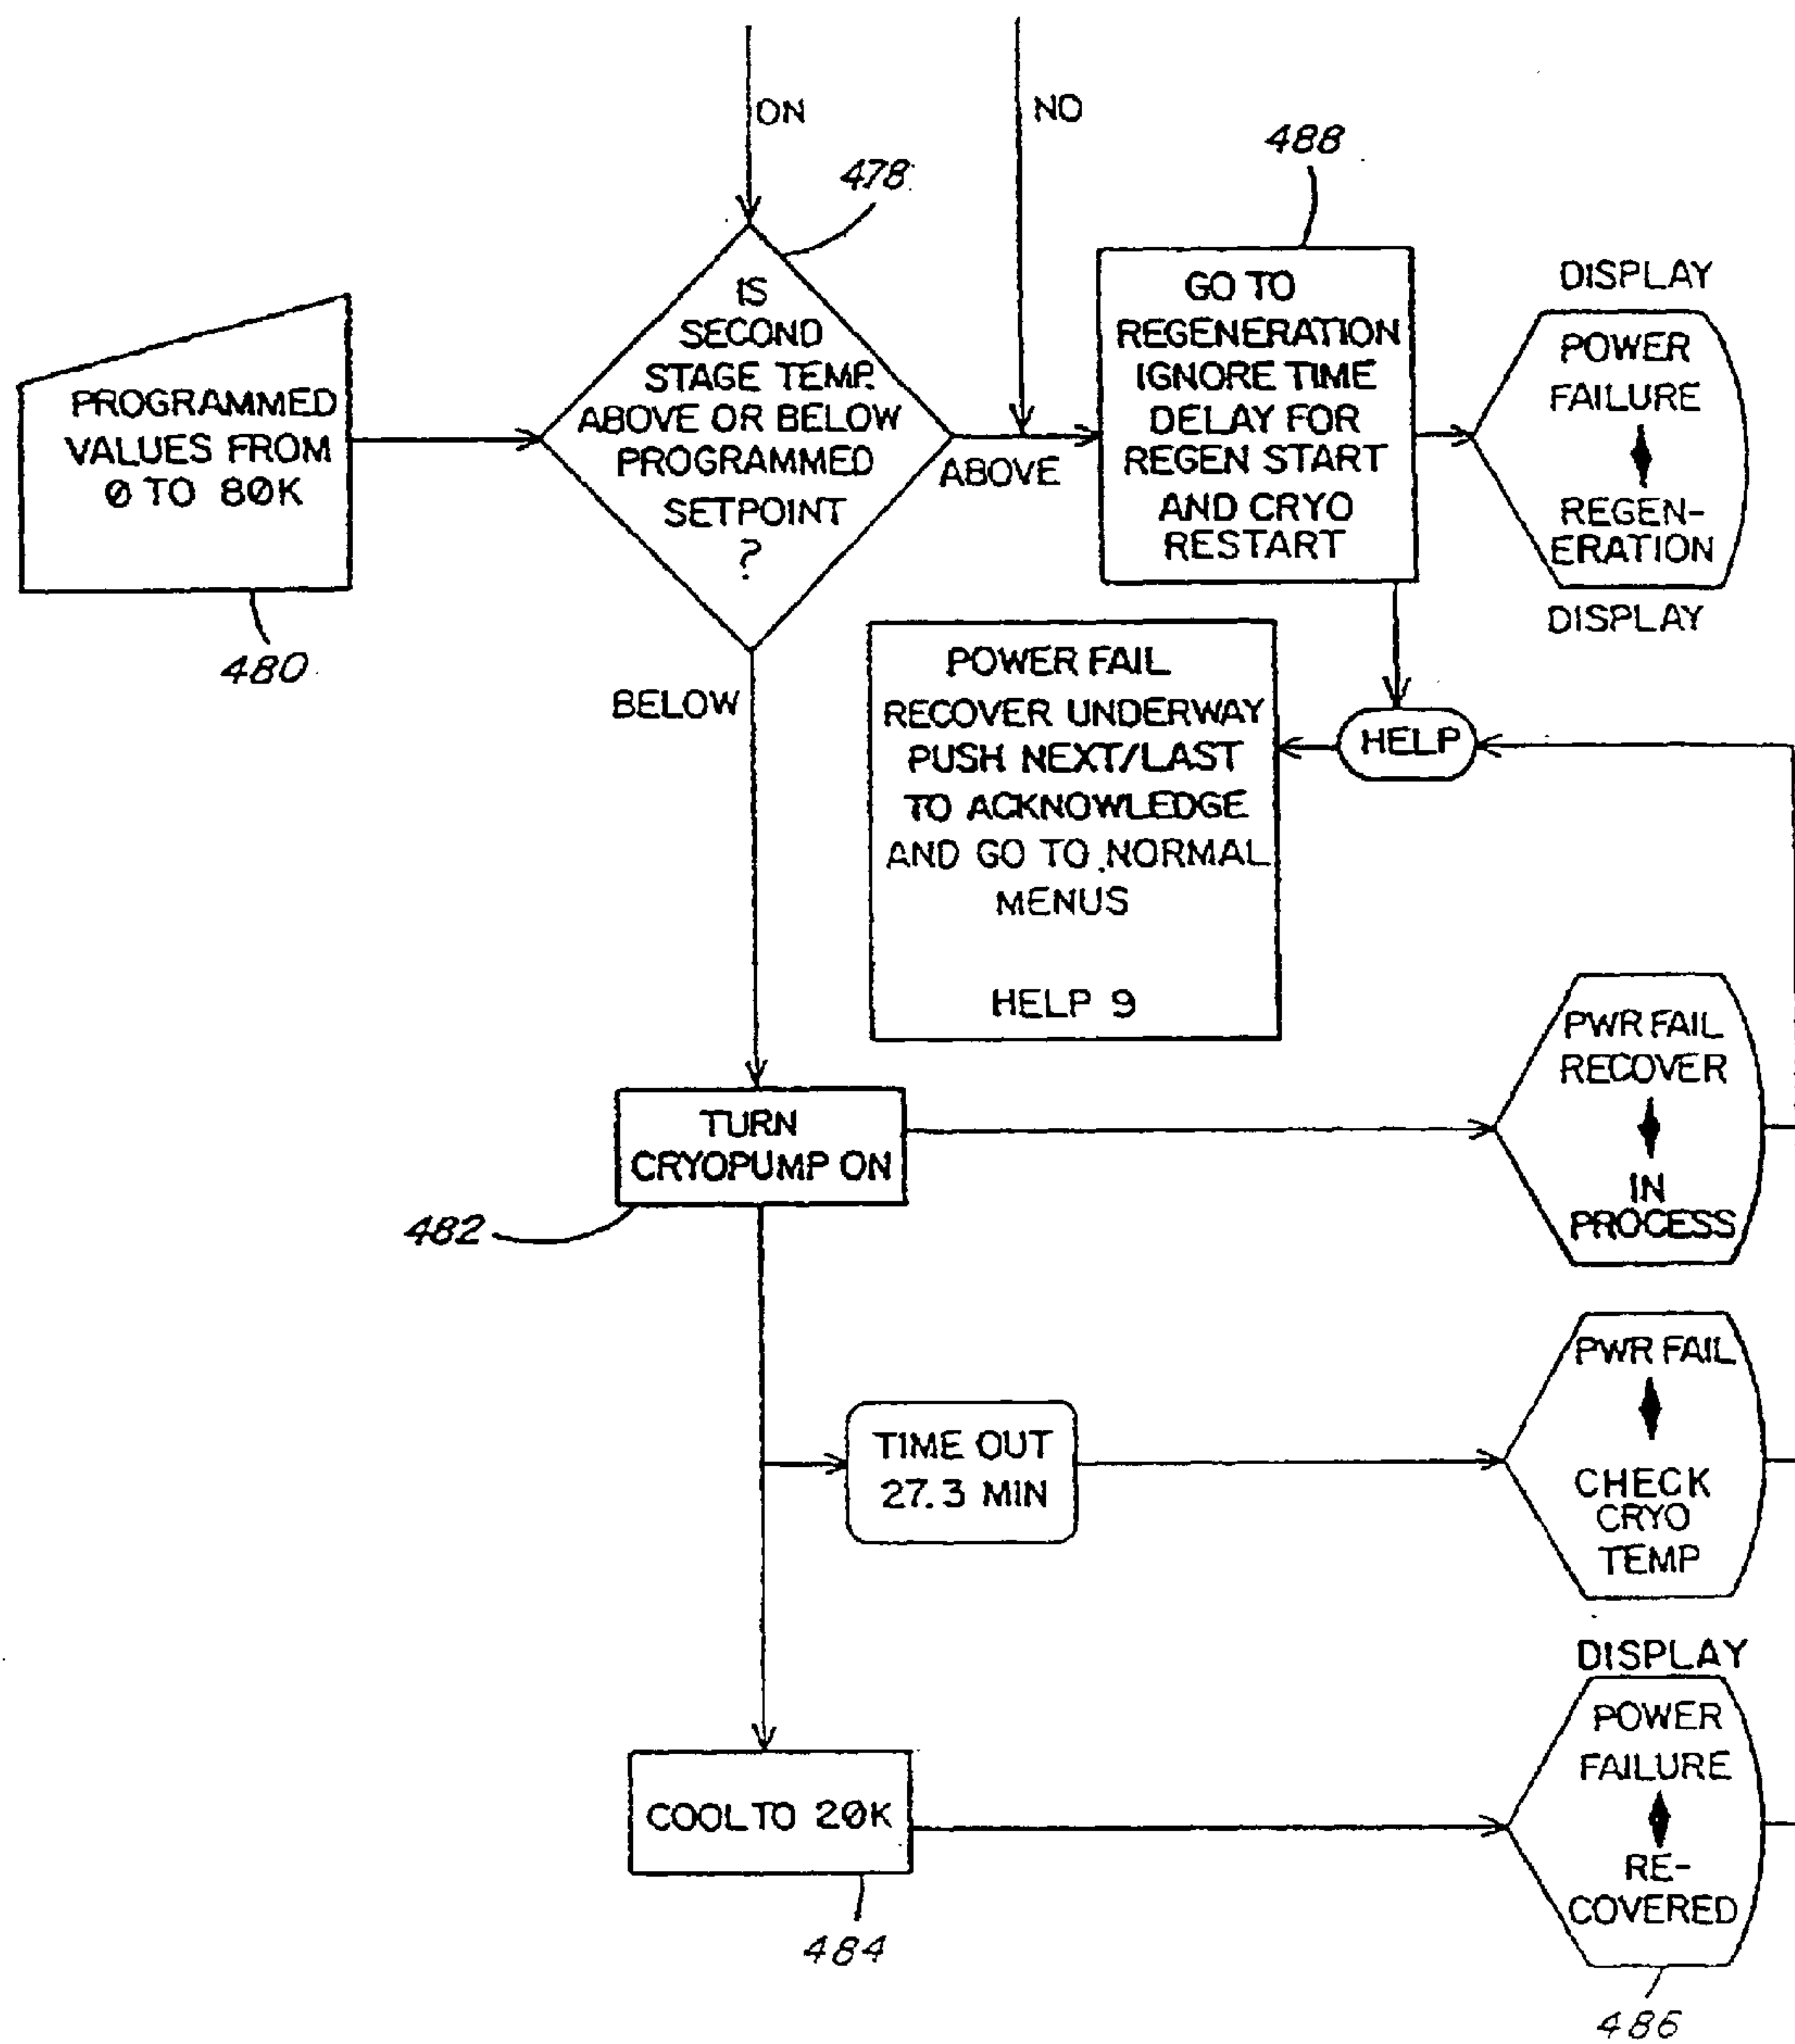 ON
NO
478
488
IS
SECOND
STAGE TEMP.
ABOVE OR BELOW
PROGRAMMED
SETPOINT
?
PROGRAMMED
VALUES FROM
0 TO 80K
480
ABOVE
BELOW
GO TO
REGENERATION
IGNORE TIME
DELAY FOR
REGEN START
AND CRYO
RESTART
DISPLAY
POWER
FAILURE
REGEN-
ERATION
DISPLAY
HELP
POWER FAIL
RECOVER UNDERWAY
PUSH NEXT/LAST
TO ACKNOWLEDGE
AND GO TO NORMAL
MENUS
HELP 9
TURN
CRYOPUMP ON
482
PWR FAIL
RECOVER
IN
PROCESS
TIME OUT
27.3 MIN
PWR FAIL
CHECK
CRYO
TEMP
COOL TO 20K
484
DISPLAY
POWER
FAILURE
RE-
COVERED
486